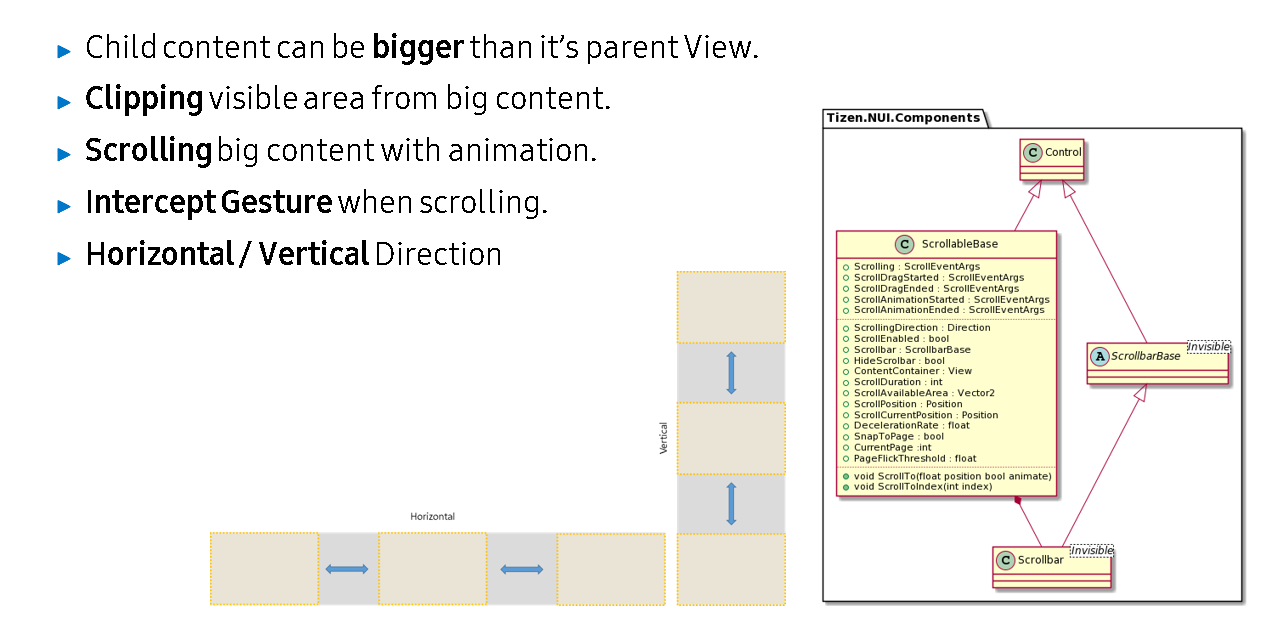 Child content can be bigger than it’s parent View.
Clipping visible area from big content.
Scrolling big content with animation.
Intercept Gesture when scrolling.
Horizontal / Vertical Direction
Vertical
Horizontal
Tizen.NUI.Components
C Control
C ScrollableBase
Scrolling : ScrollEventArgs
ScrollDragStarted : ScrollEventArgs
ScrollDragEnded : ScrollEventArgs
ScrollAnimationStarted : ScrollEventArgs
ScrollAnimationEnded : ScrollEventArgs
ScrollingDirection : Direction
ScrollEnabled : bool
Scrollbar : ScrollbarBase
HideScrolbar : bool
ContentContainer : View
ScrollDuration : int
ScrollAvailableArea : Vector2
ScrollPosition : Position
ScrollCurrentPosition : Position
DecelerationRate : float
SnapToPage : bool
CurrentPage :int
PageFlickThreshold : float
void ScrollTo(float position bool animate)
void ScrollToIndex(int index)
Invisible
A ScrollbarBase
Invisible
C Scrollbar